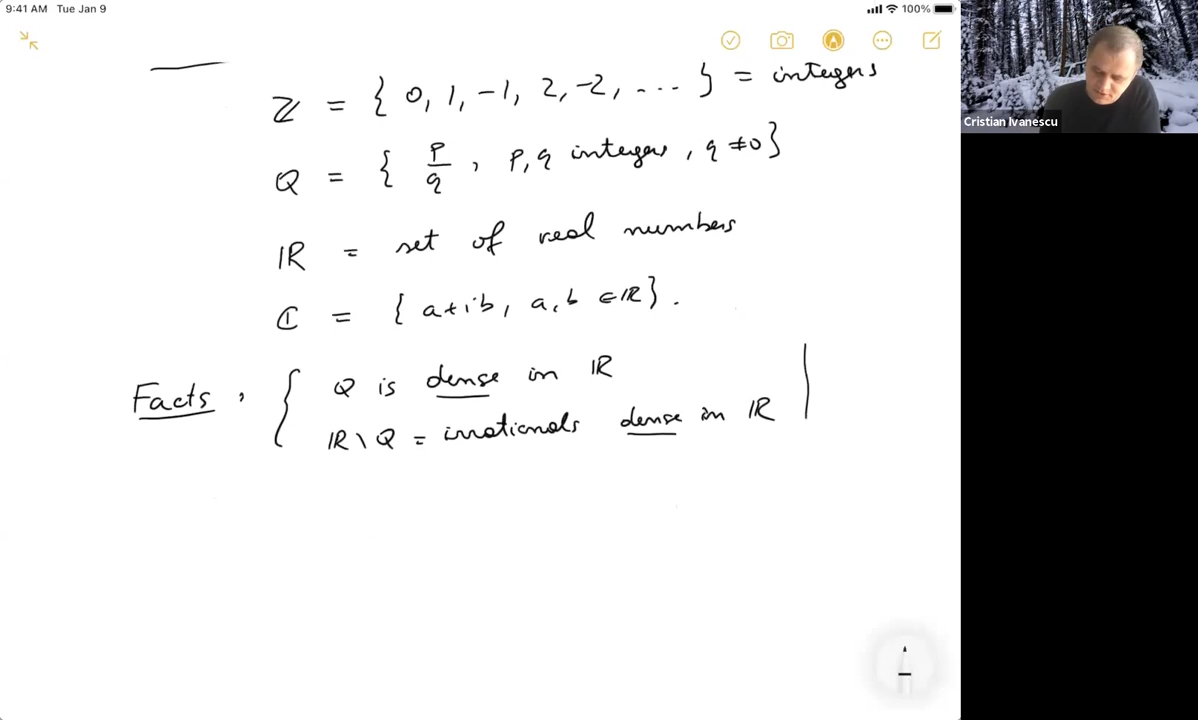 9:41 AM Tue Jan 9
100%
Cristian Ivanescu
ℤ = { 0, 1, -1, 2, -2, ... } = integers
Q = { p/q , p, q integers, q ≠ 0 }
ℝ = set of real numbers
ℂ = { a + ib, a, b ∈ ℝ } .
Facts, { Q is dense in ℝ
ℝ \ Q = irrationals dense in ℝ